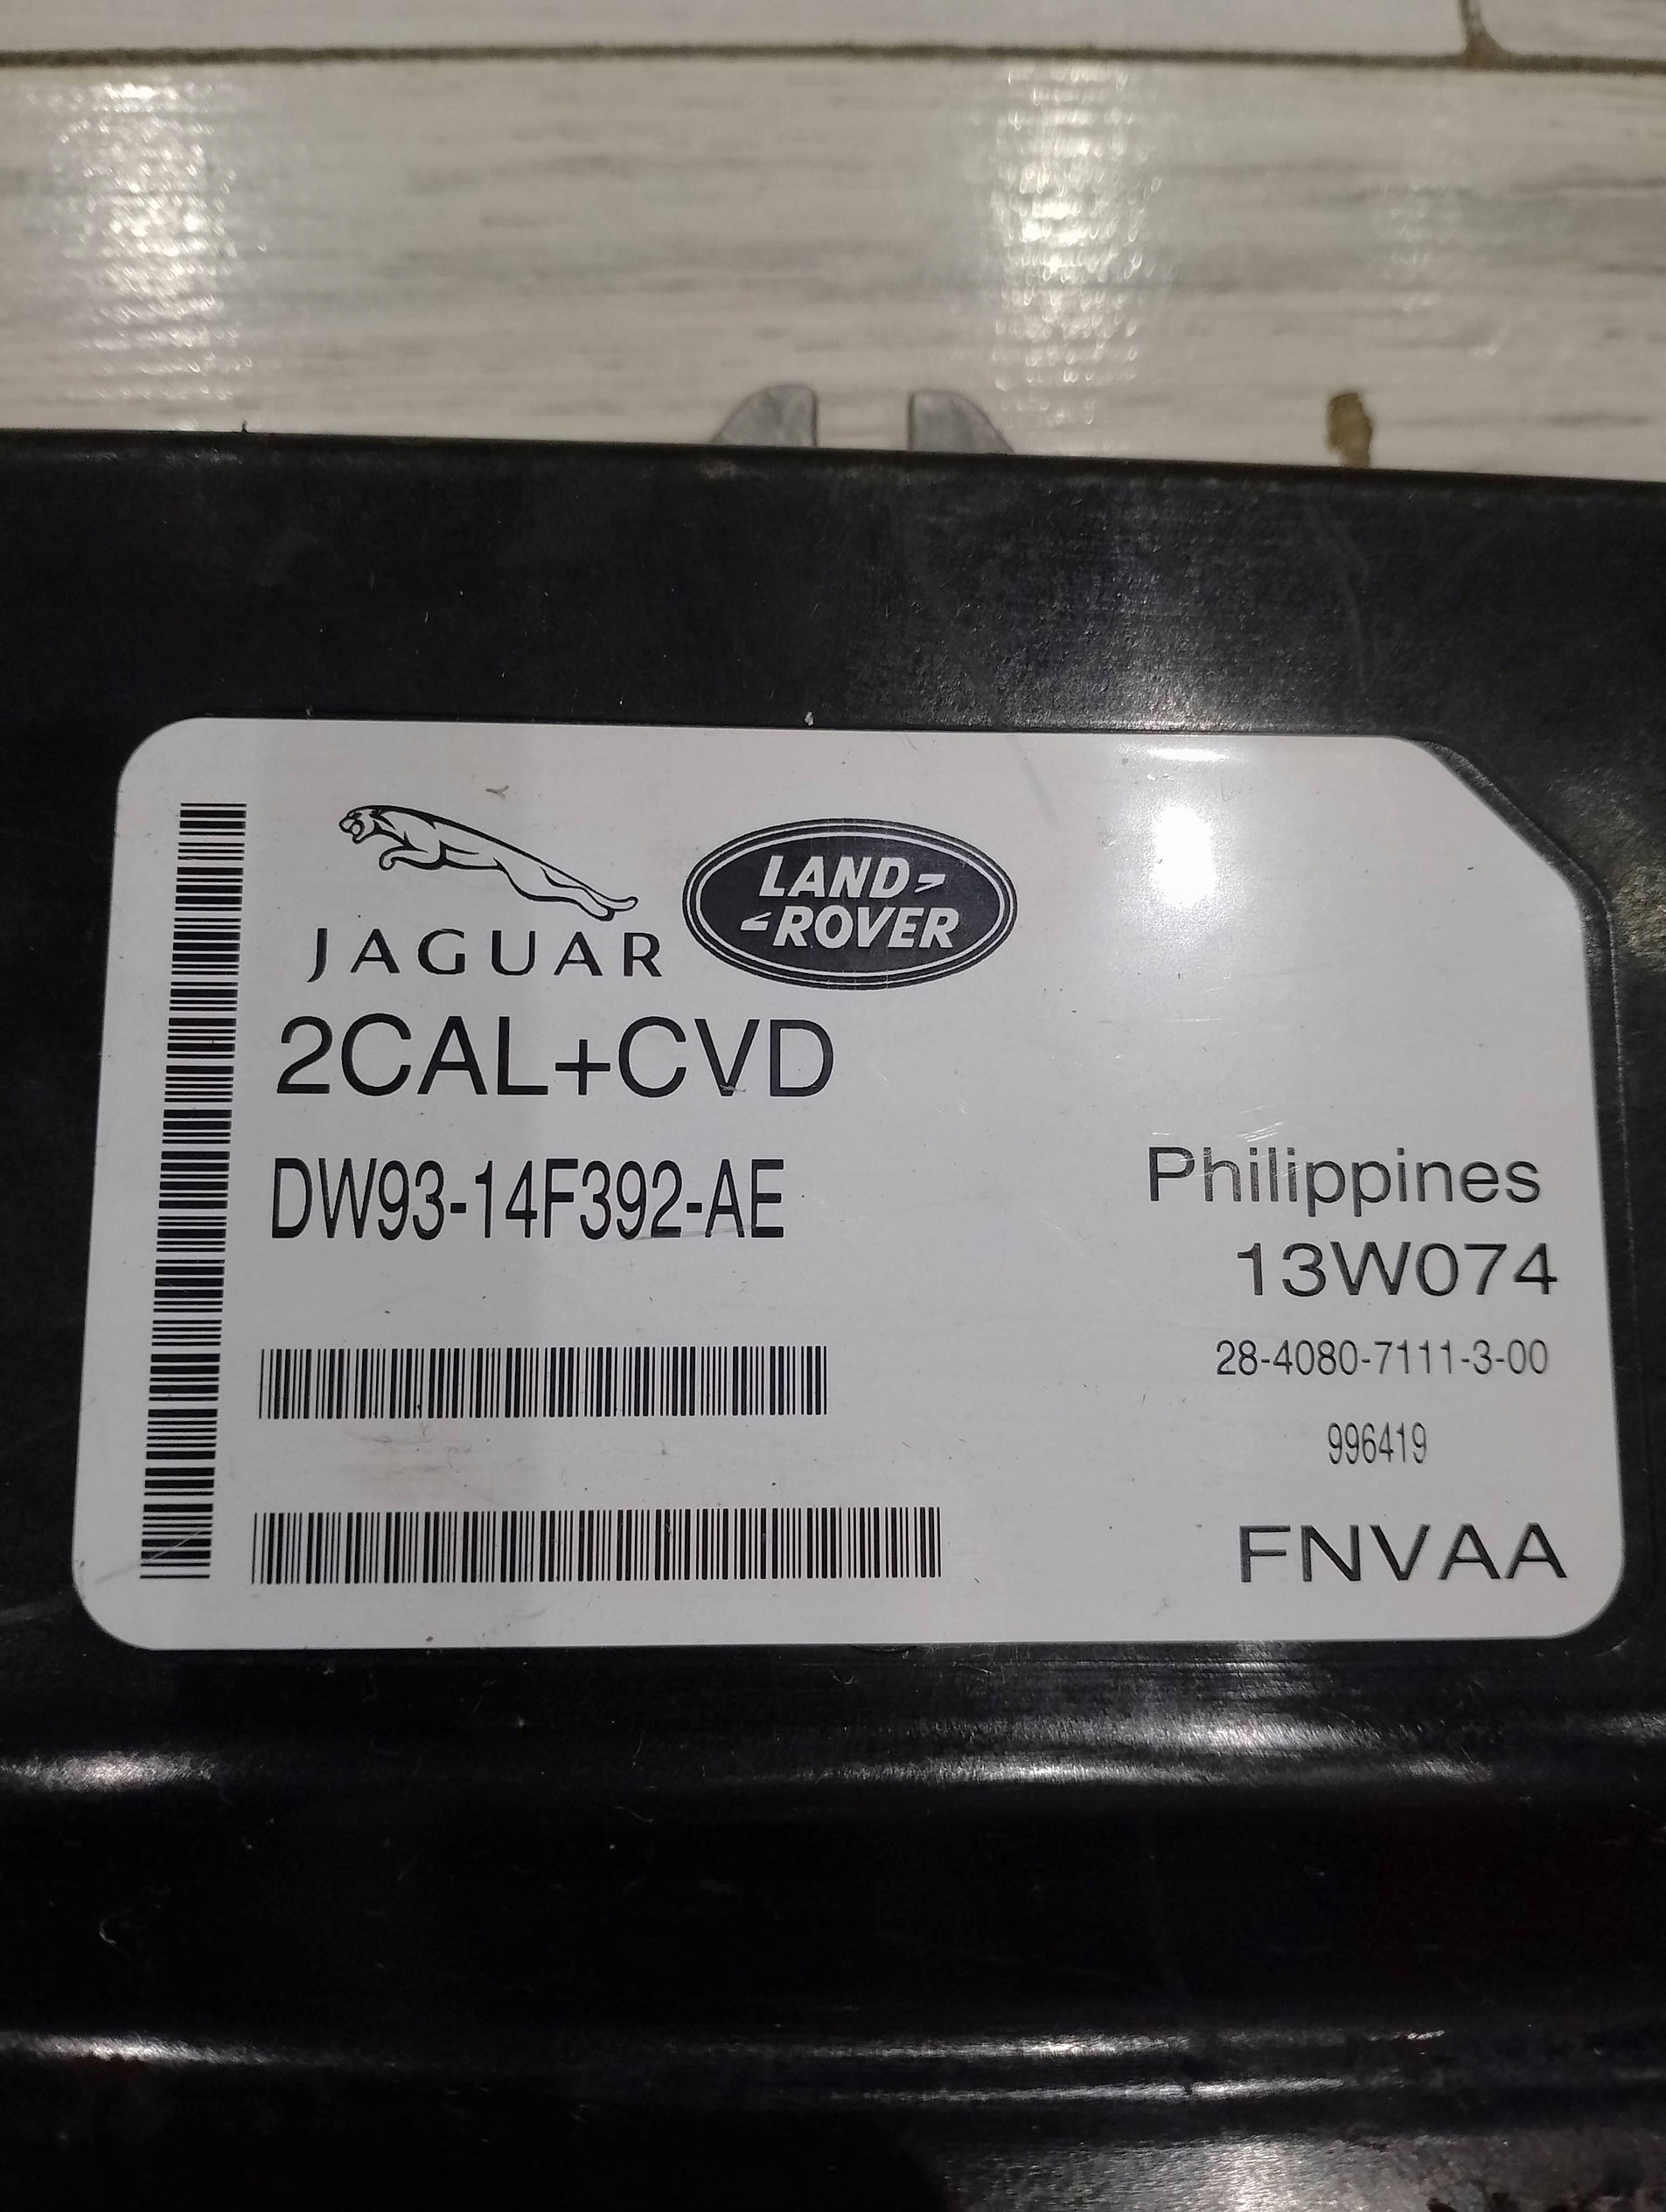 JAGUAR
LAND-
-ROVER
2CAL+CVD
DW93-14F392-AE
Philippines
13W074
28-4080-7111-3-00
996419
FNVAA